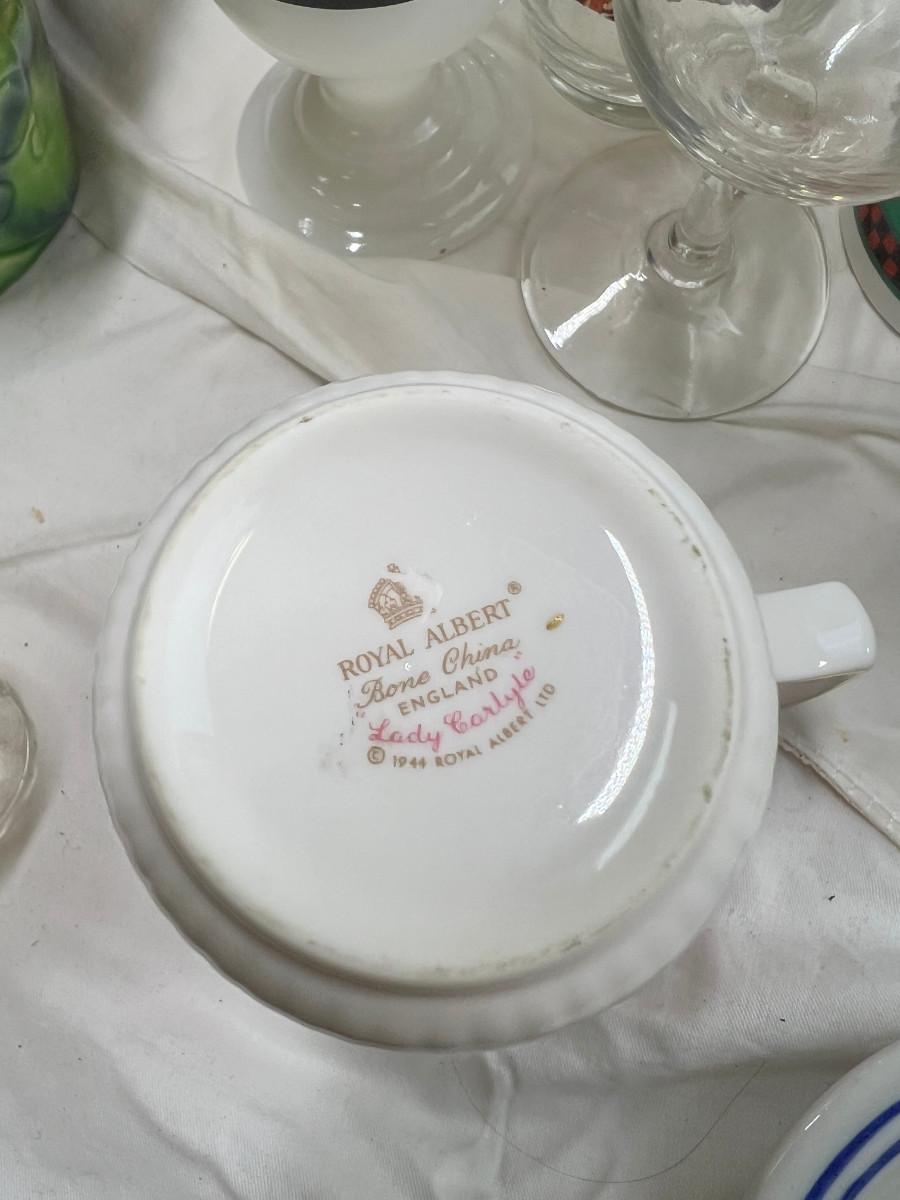 ROYAL ALBERT®
Bone China
ENGLAND
"Lady Carlyle"
© 1944 ROYAL ALBERT LTD